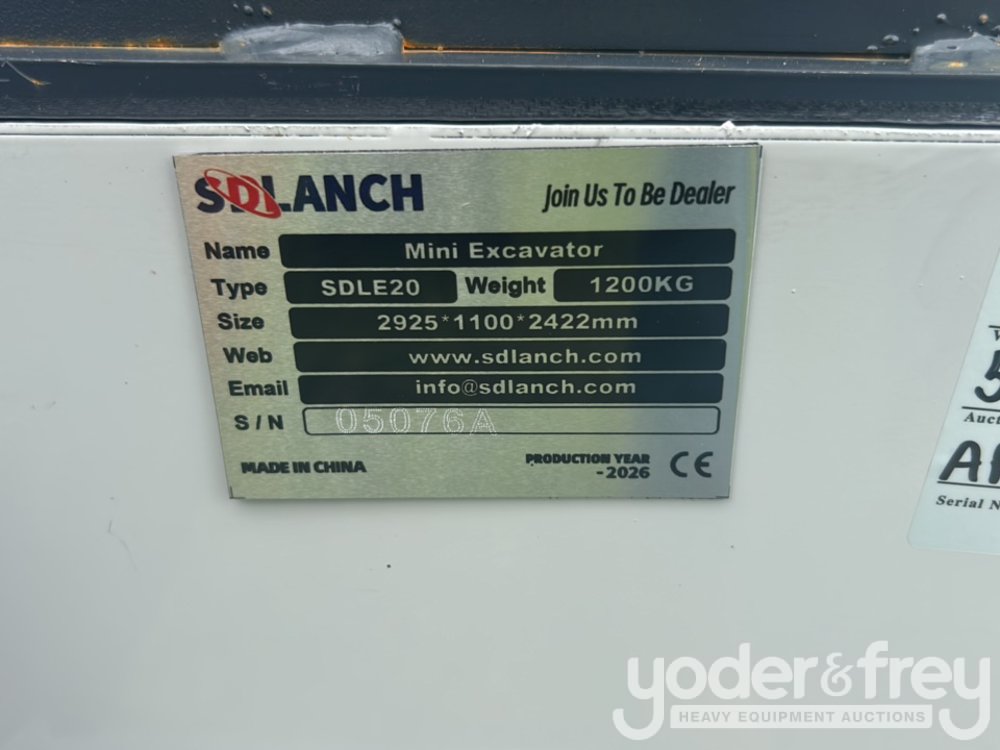 SDLANCH
Join Us To Be Dealer
Name Mini Excavator
Type SDLE20 Weight 1200KG
Size 2925*1100*2422mm
Web www.sdlanch.com
Email info@sdlanch.com
S/N 05076A
MADE IN CHINA
PRODUCTION YEAR
-2026
CE
yoder&frey
HEAVY EQUIPMENT AUCTIONS